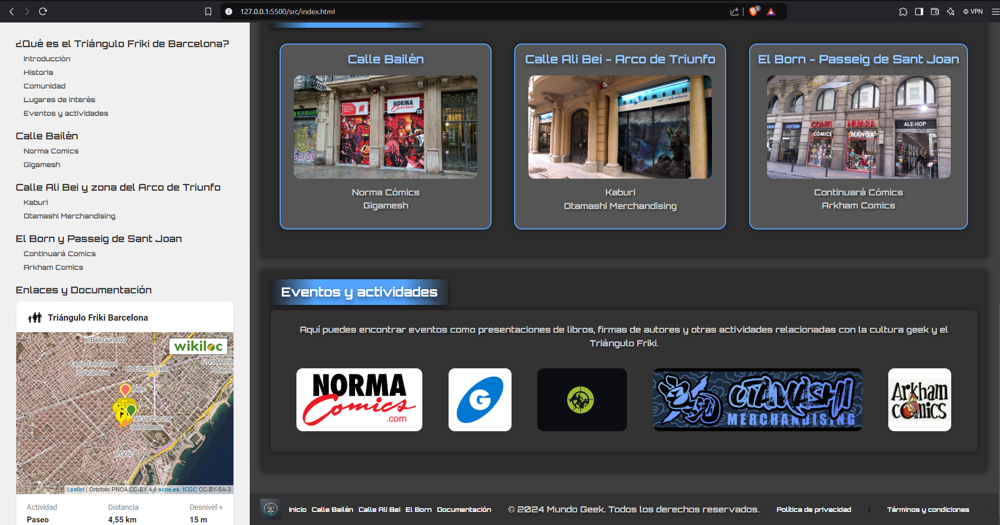 127.0.0.1:5500/src/index.html
2
VPN
¿Qué es el Triángulo Friki de Barcelona?
Introducción
Historia
Comunidad
Lugares de interés
Eventos y actividades
Calle Bailén
Norma Comics
Gigamesh
Calle Ali Bei y zona del Arco de Triunfo
Kaburi
Otamashi Merchandising
El Born y Passeig de Sant Joan
Continuará Comics
Arkham Comics
Enlaces y Documentación
Triángulo Friki Barcelona
wikiloc
el Baix Guinardó
Camp d'en Grassot
i Gràcia Nova
els Encants Vells
Front Marítim
Poblenou
Parc i la Llacuna
del Poblenou
el Gòtic
Leaflet | Ortofoto PNOA CC-BY 4.0 scne.es, ICGC CC-BY-SA-3
Actividad
Distancia
Desnivel +
Paseo
4,55 km
15 m
Calle Bailén
KABURI
NORMA
Comics
13
Norma Cómics
Gigamesh
Calle Ali Bei - Arco de Triunfo
GIGAMESH
vici i subcultura
Kaburi
Otamashi Merchandising
El Born - Passeig de Sant Joan
CAFETERIA
CONTI
NUARÀ
COMICS
MANGA
ALE-HOP
Continuará Cómics
Arkham Comics
Eventos y actividades
Aquí puedes encontrar eventos como presentaciones de libros, firmas de autores y otras actividades relacionadas con la cultura geek y el
Triángulo Friki.
NORMA
Comics
.com
G
OTAMASHI
MERCHANDISING
Arkham
comics
Inicio
Calle Bailén
Calle Ali Bei
El Born
Documentación
© 2024 Mundo Geek. Todos los derechos reservados.
Política de privacidad
|
Términos y condiciones